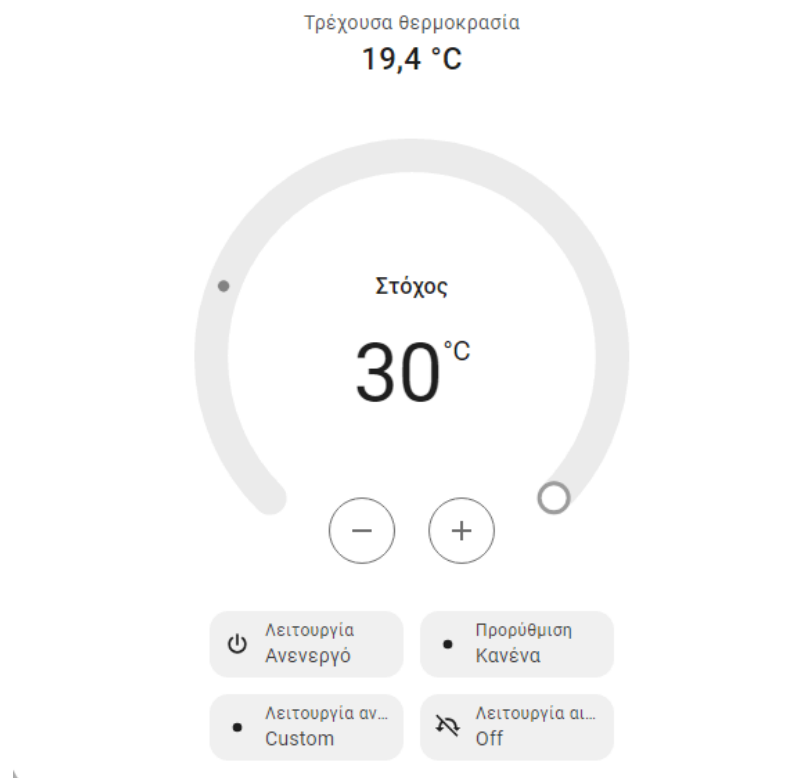 Τρέχουσα θερμοκρασία
19,4 °C
Στόχος
30 °C
Λειτουργία
Ανενεργό
Προρύθμιση
Κανένα
Λειτουργία αν…
Custom
Λειτουργία αι…
Off